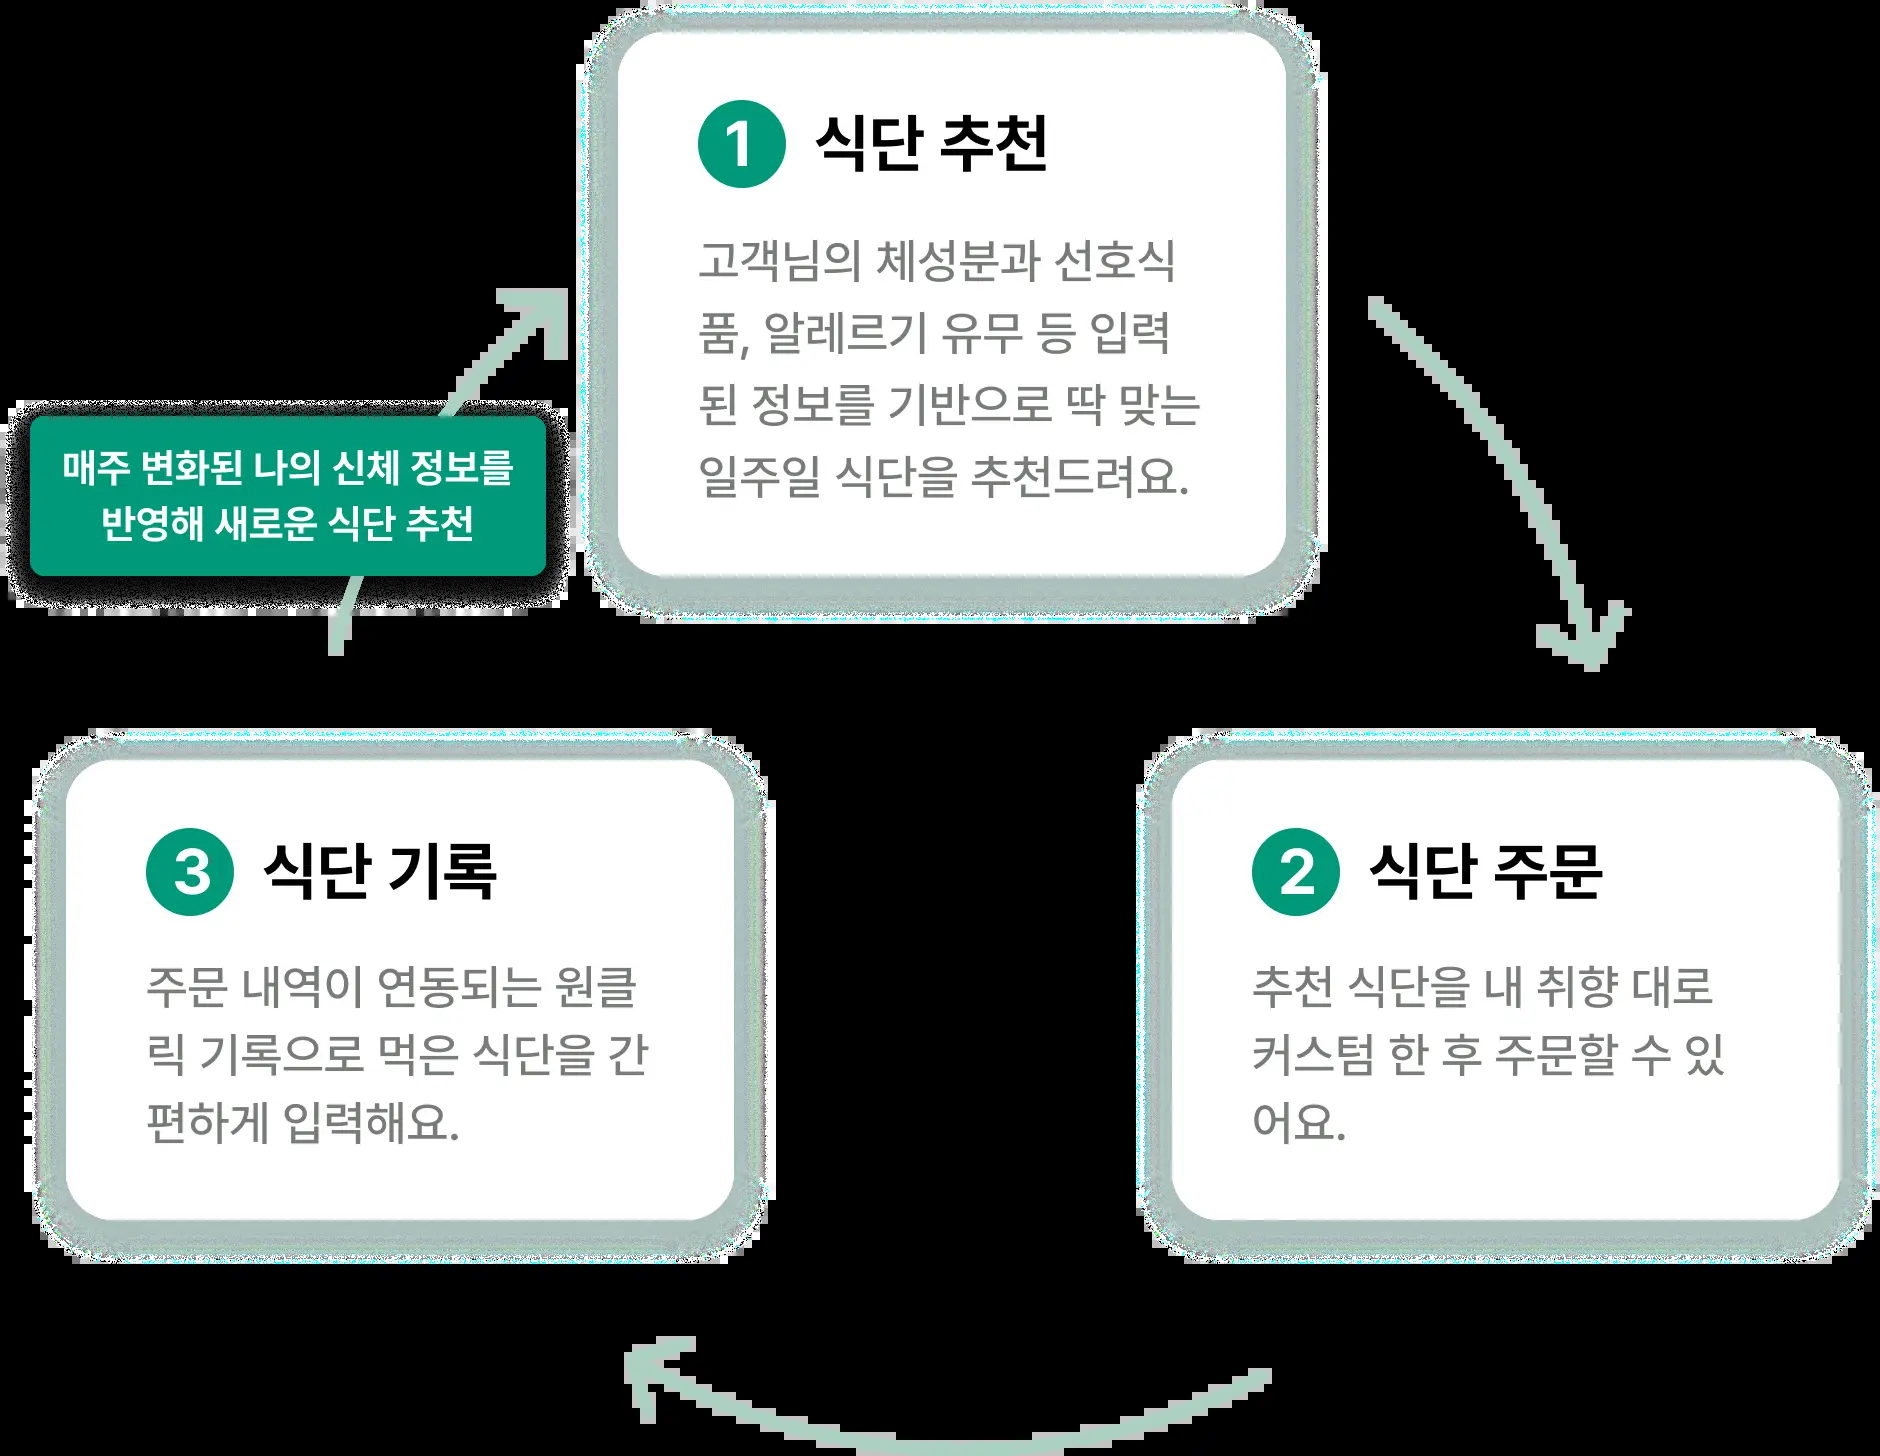 1 식단 추천
고객님의 체성분과 선호식
품, 알레르기 유무 등 입력
된 정보를 기반으로 딱 맞는
일주일 식단을 추천드려요.
매주 변화된 나의 신체 정보를
반영해 새로운 식단 추천
2 식단 주문
추천 식단을 내 취향 대로
커스텀 한 후 주문할 수 있
어요.
3 식단 기록
주문 내역이 연동되는 원클
릭 기록으로 먹은 식단을 간
편하게 입력해요.